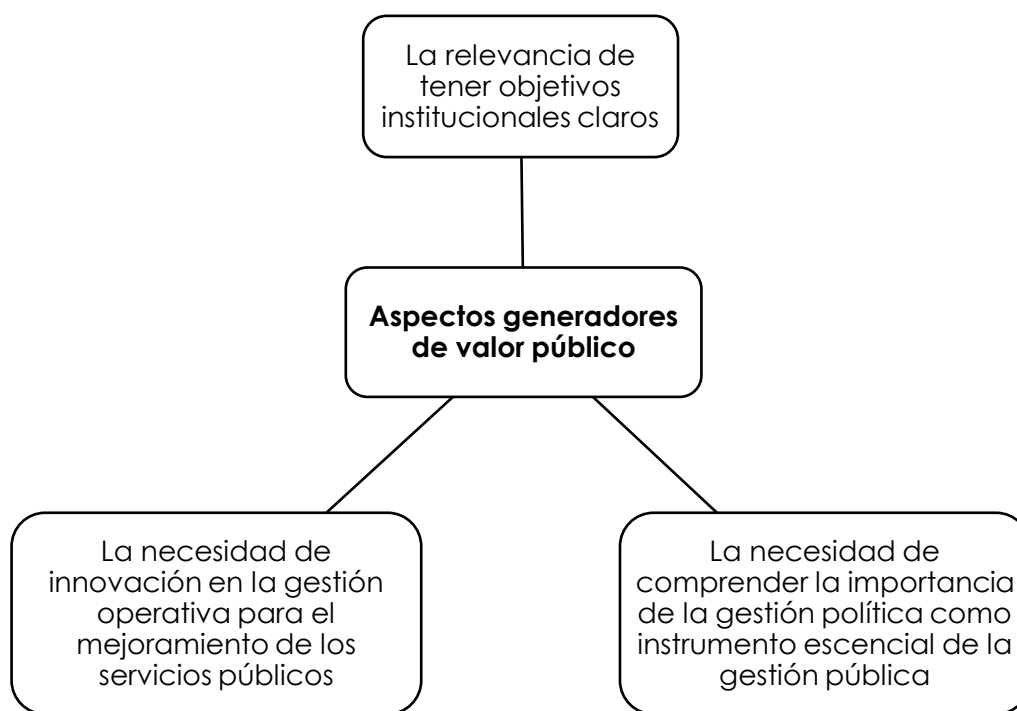 La relevancia de
tener objetivos
institucionales claros
Aspectos generadores
de valor público
La necesidad de
innovación en la gestión
operativa para el
mejoramiento de los
servicios públicos
La necesidad de
comprender la importancia
de la gestión política como
instrumento escencial de la
gestión pública